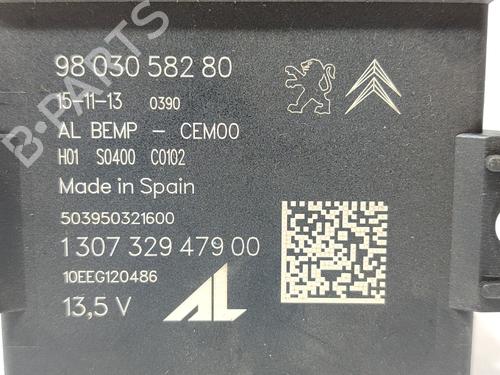 98 030 582 80
15-11-13 0390
AL BEMP - CEM00
H01 S0400 C0102
Made in Spain
503950321600
1 307 329 479 00
10EEG120486
13,5 V
AL
B-PARTS